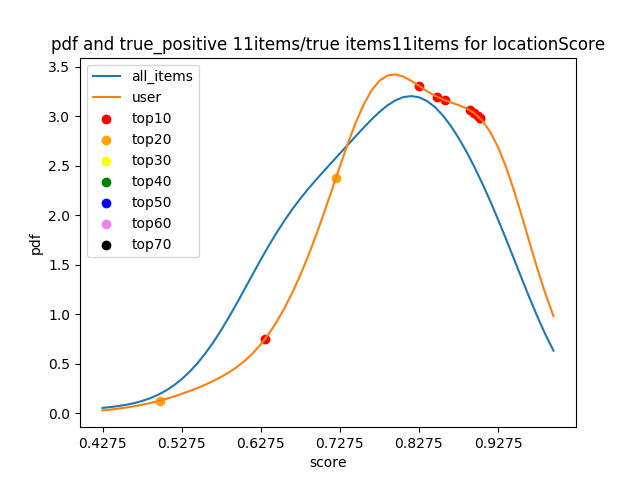 pdf and true_positive 11items/true items11items for locationScore
3.5
3.0
2.5
2.0
1.5
1.0
0.5
0.0
pdf
all_items
user
top10
top20
top30
top40
top50
top60
top70
0.4275 0.5275 0.6275 0.7275 0.8275 0.9275
score